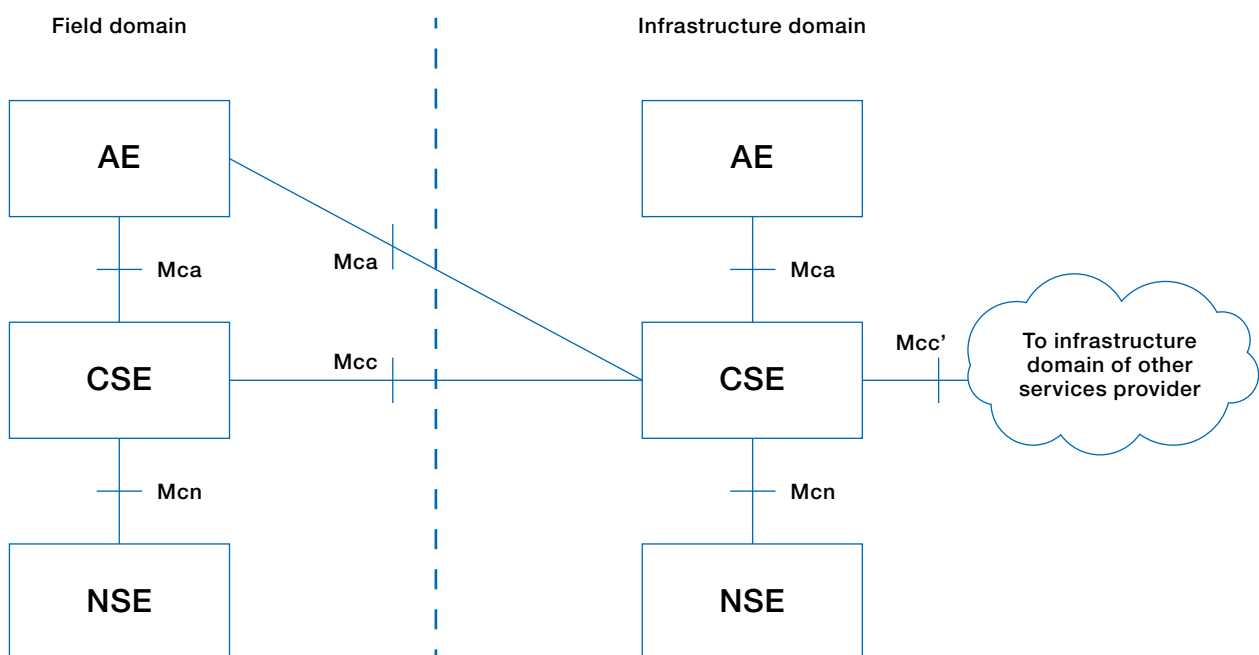 Field domain
Infrastructure domain
AE
AE
Mca
Mca
Mca
CSE
Mcc
CSE
Mcc’
To infrastructure
domain of other
services provider
Mcn
Mcn
NSE
NSE